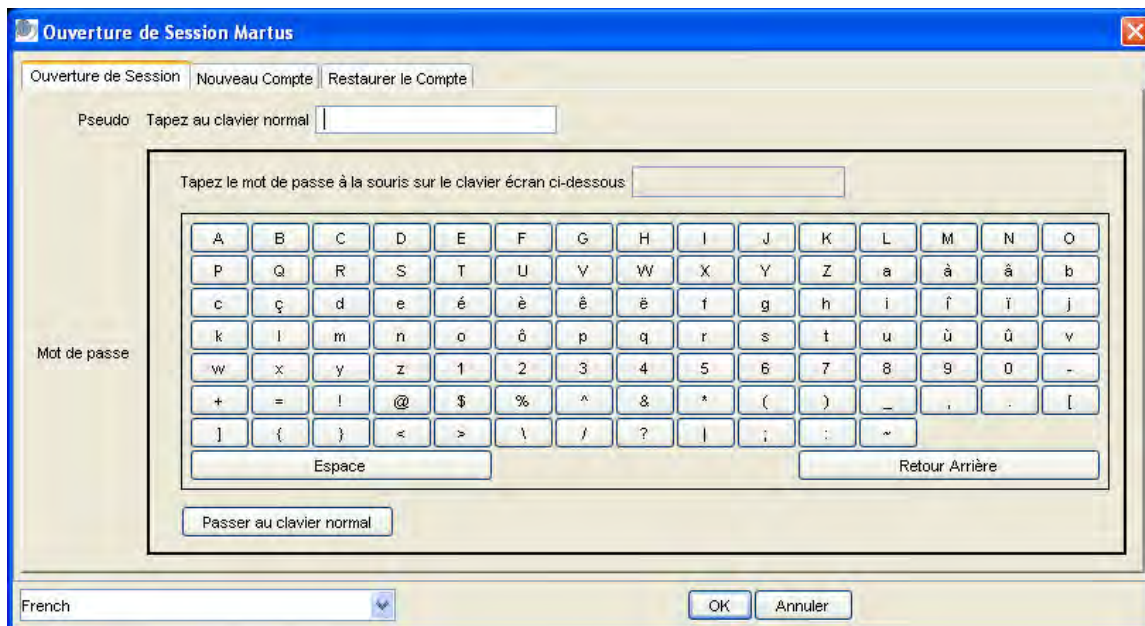 Ouverture de Session Martus
Ouverture de Session Nouveau Compte Restaurer le Compte
Pseudo Tapez au clavier normal
Tapez le mot de passe à la souris sur le clavier écran ci-dessous
A B C D E F G H I J K L M N O
P Q R S T U V W X Y Z a à â b
c ç d e é è ê ë f g h i î ï j
k l m n o ô p q r s t u ù û v
Mot de passe
w x y z 1 2 3 4 5 6 7 8 9 0 -
+ = ! @ $ % ^ & * ( ) _ , . [
] { } < > \ / ? | ; : ~
Espace Retour Arrière
Passer au clavier normal
French OK Annuler